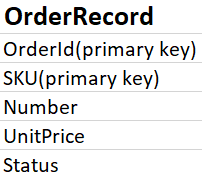 OrderRecord
OrderId(primary key)
SKU(primary key)
Number
UnitPrice
Status